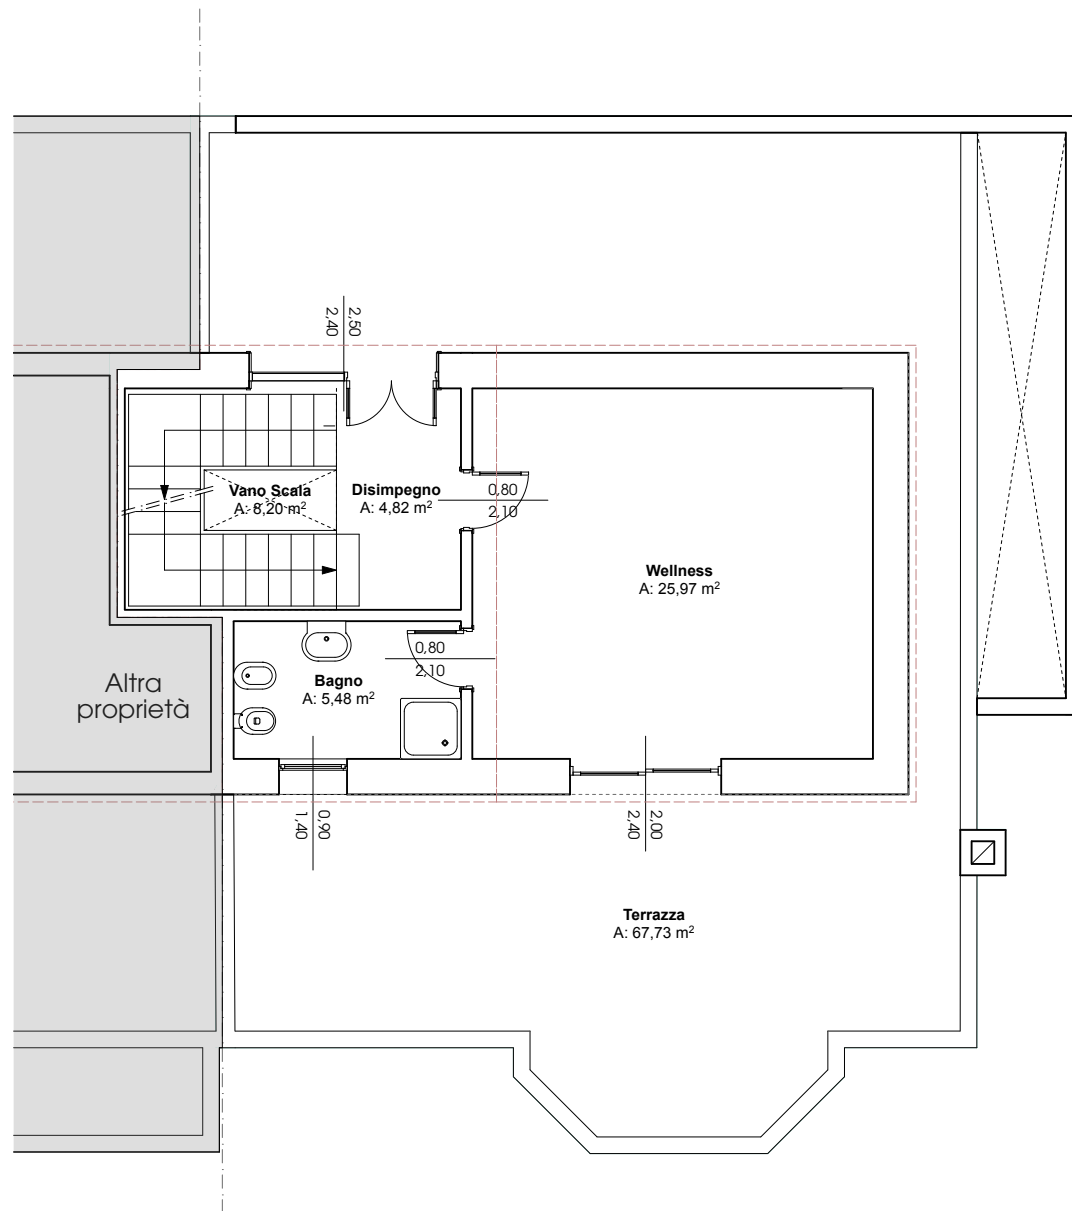 2,50
2,40
Vano Scala
A: 8,20 m²
Disimpegno
A: 4,82 m²
0,80
2,10
Wellness
A: 25,97 m²
0,80
2,10
Bagno
A: 5,48 m²
Altra
proprietà
0,90
1,40
2,00
2,40
Terrazza
A: 67,73 m²